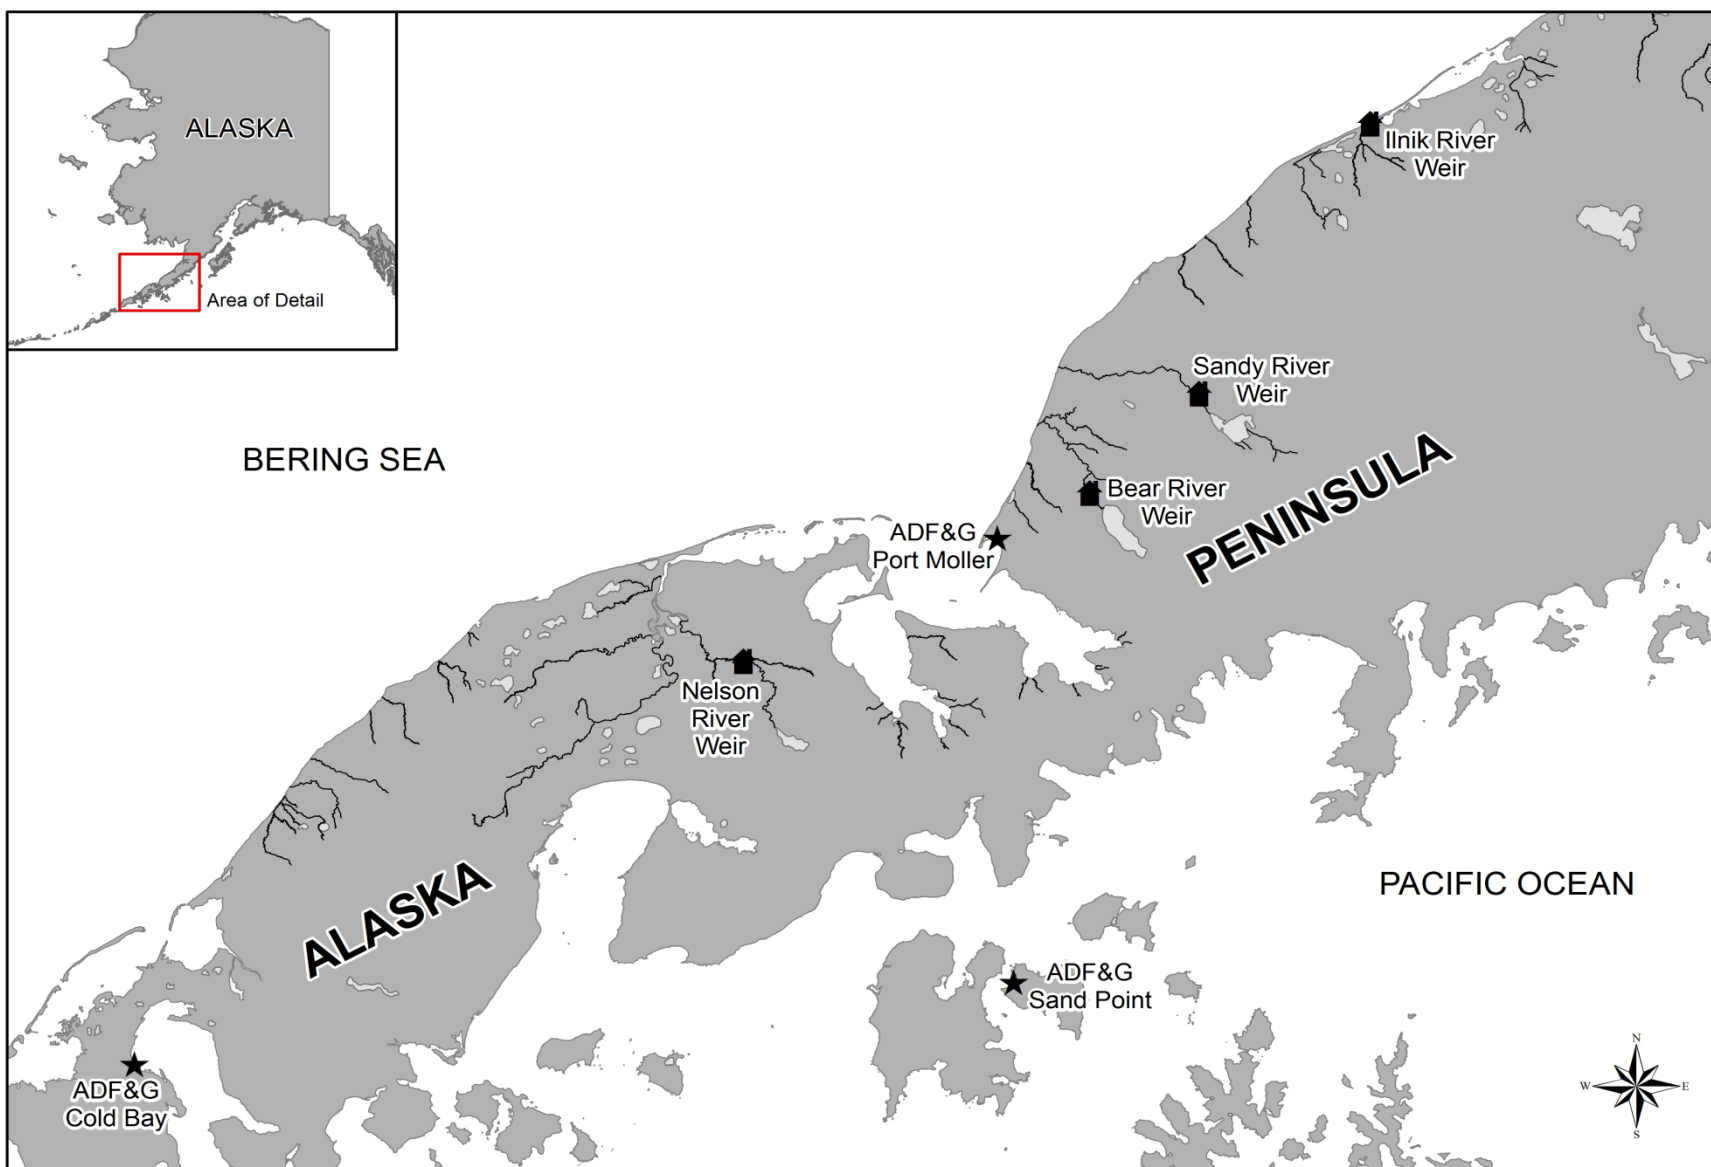 ALASKA
Area of Detail
Ilnik River
Weir
Sandy River
Weir
BERING SEA
PENINSULA
Bear River
Weir
ADF&G
Port Moller
Nelson
River
Weir
PACIFIC OCEAN
ALASKA
ADF&G
Sand Point
ADF&G
Cold Bay
N
W
E
S